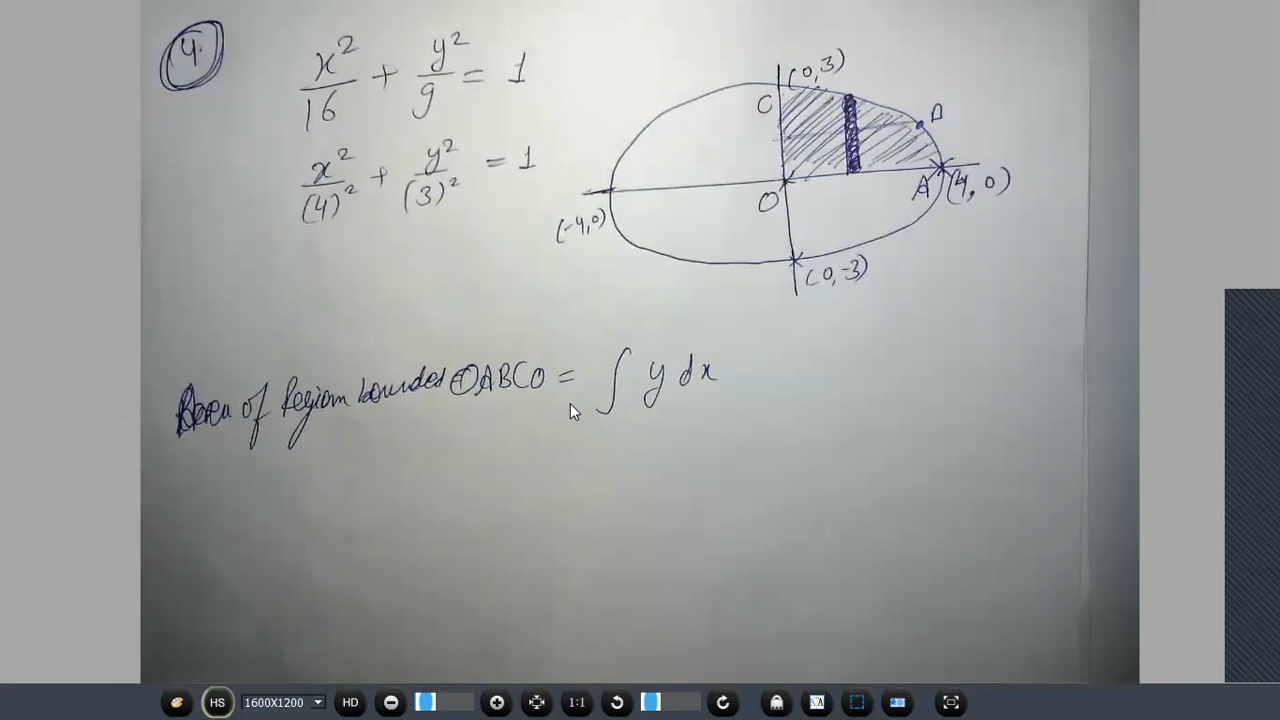 4.
x²/16 + y²/9 = 1
x²/(4)² + y²/(3)² = 1
(0,3)
C
B
A (4,0)
O
(-4,0)
(0,-3)
Area of Region bounded OABCO = ∫ y dx
HS 1600X1200 HD 1:1